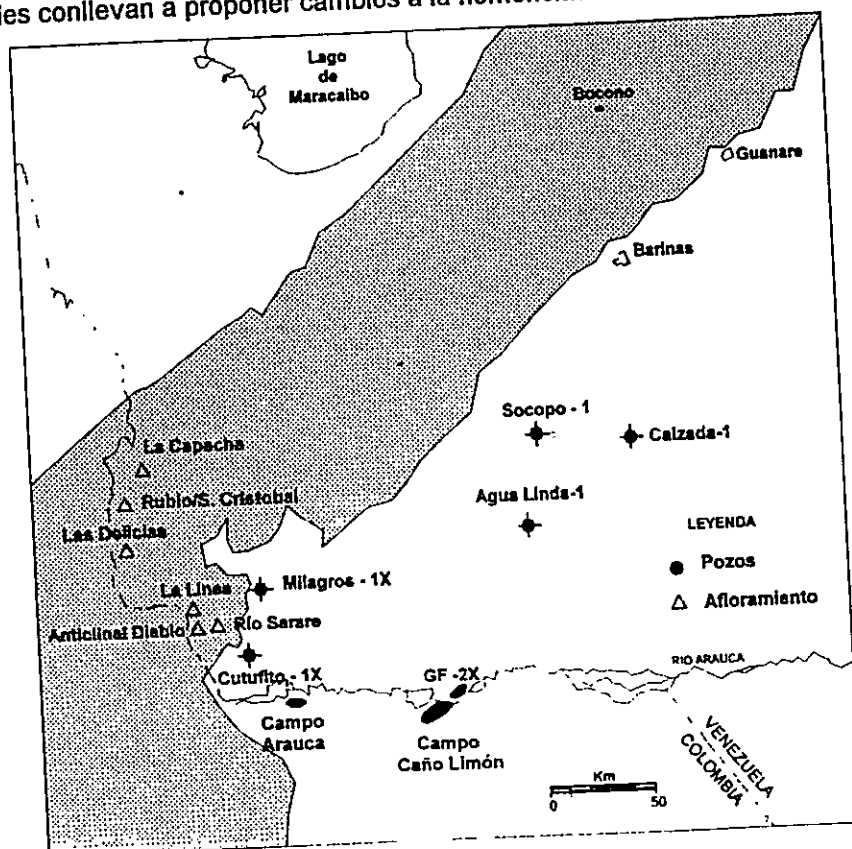 conllevan a proponer cambios a la
Lago
de
Maracaibo
Bocono
Guanare
Barinas
Socopo - 1
Calzada-1
La Capacha
Rubio/S. Cristobal
Agua Linda-1
Las Delicias
LEYENDA
Pozos
Afloramiento
La Linea
Milagros - 1X
Anticlinal Diablo
Rio Sarare
Cutufito - 1X
GF -2X
RIO ARAUCA
Campo
Arauca
Campo
Caño Limón
VENEZUELA
COLOMBIA
Km
0
50
?